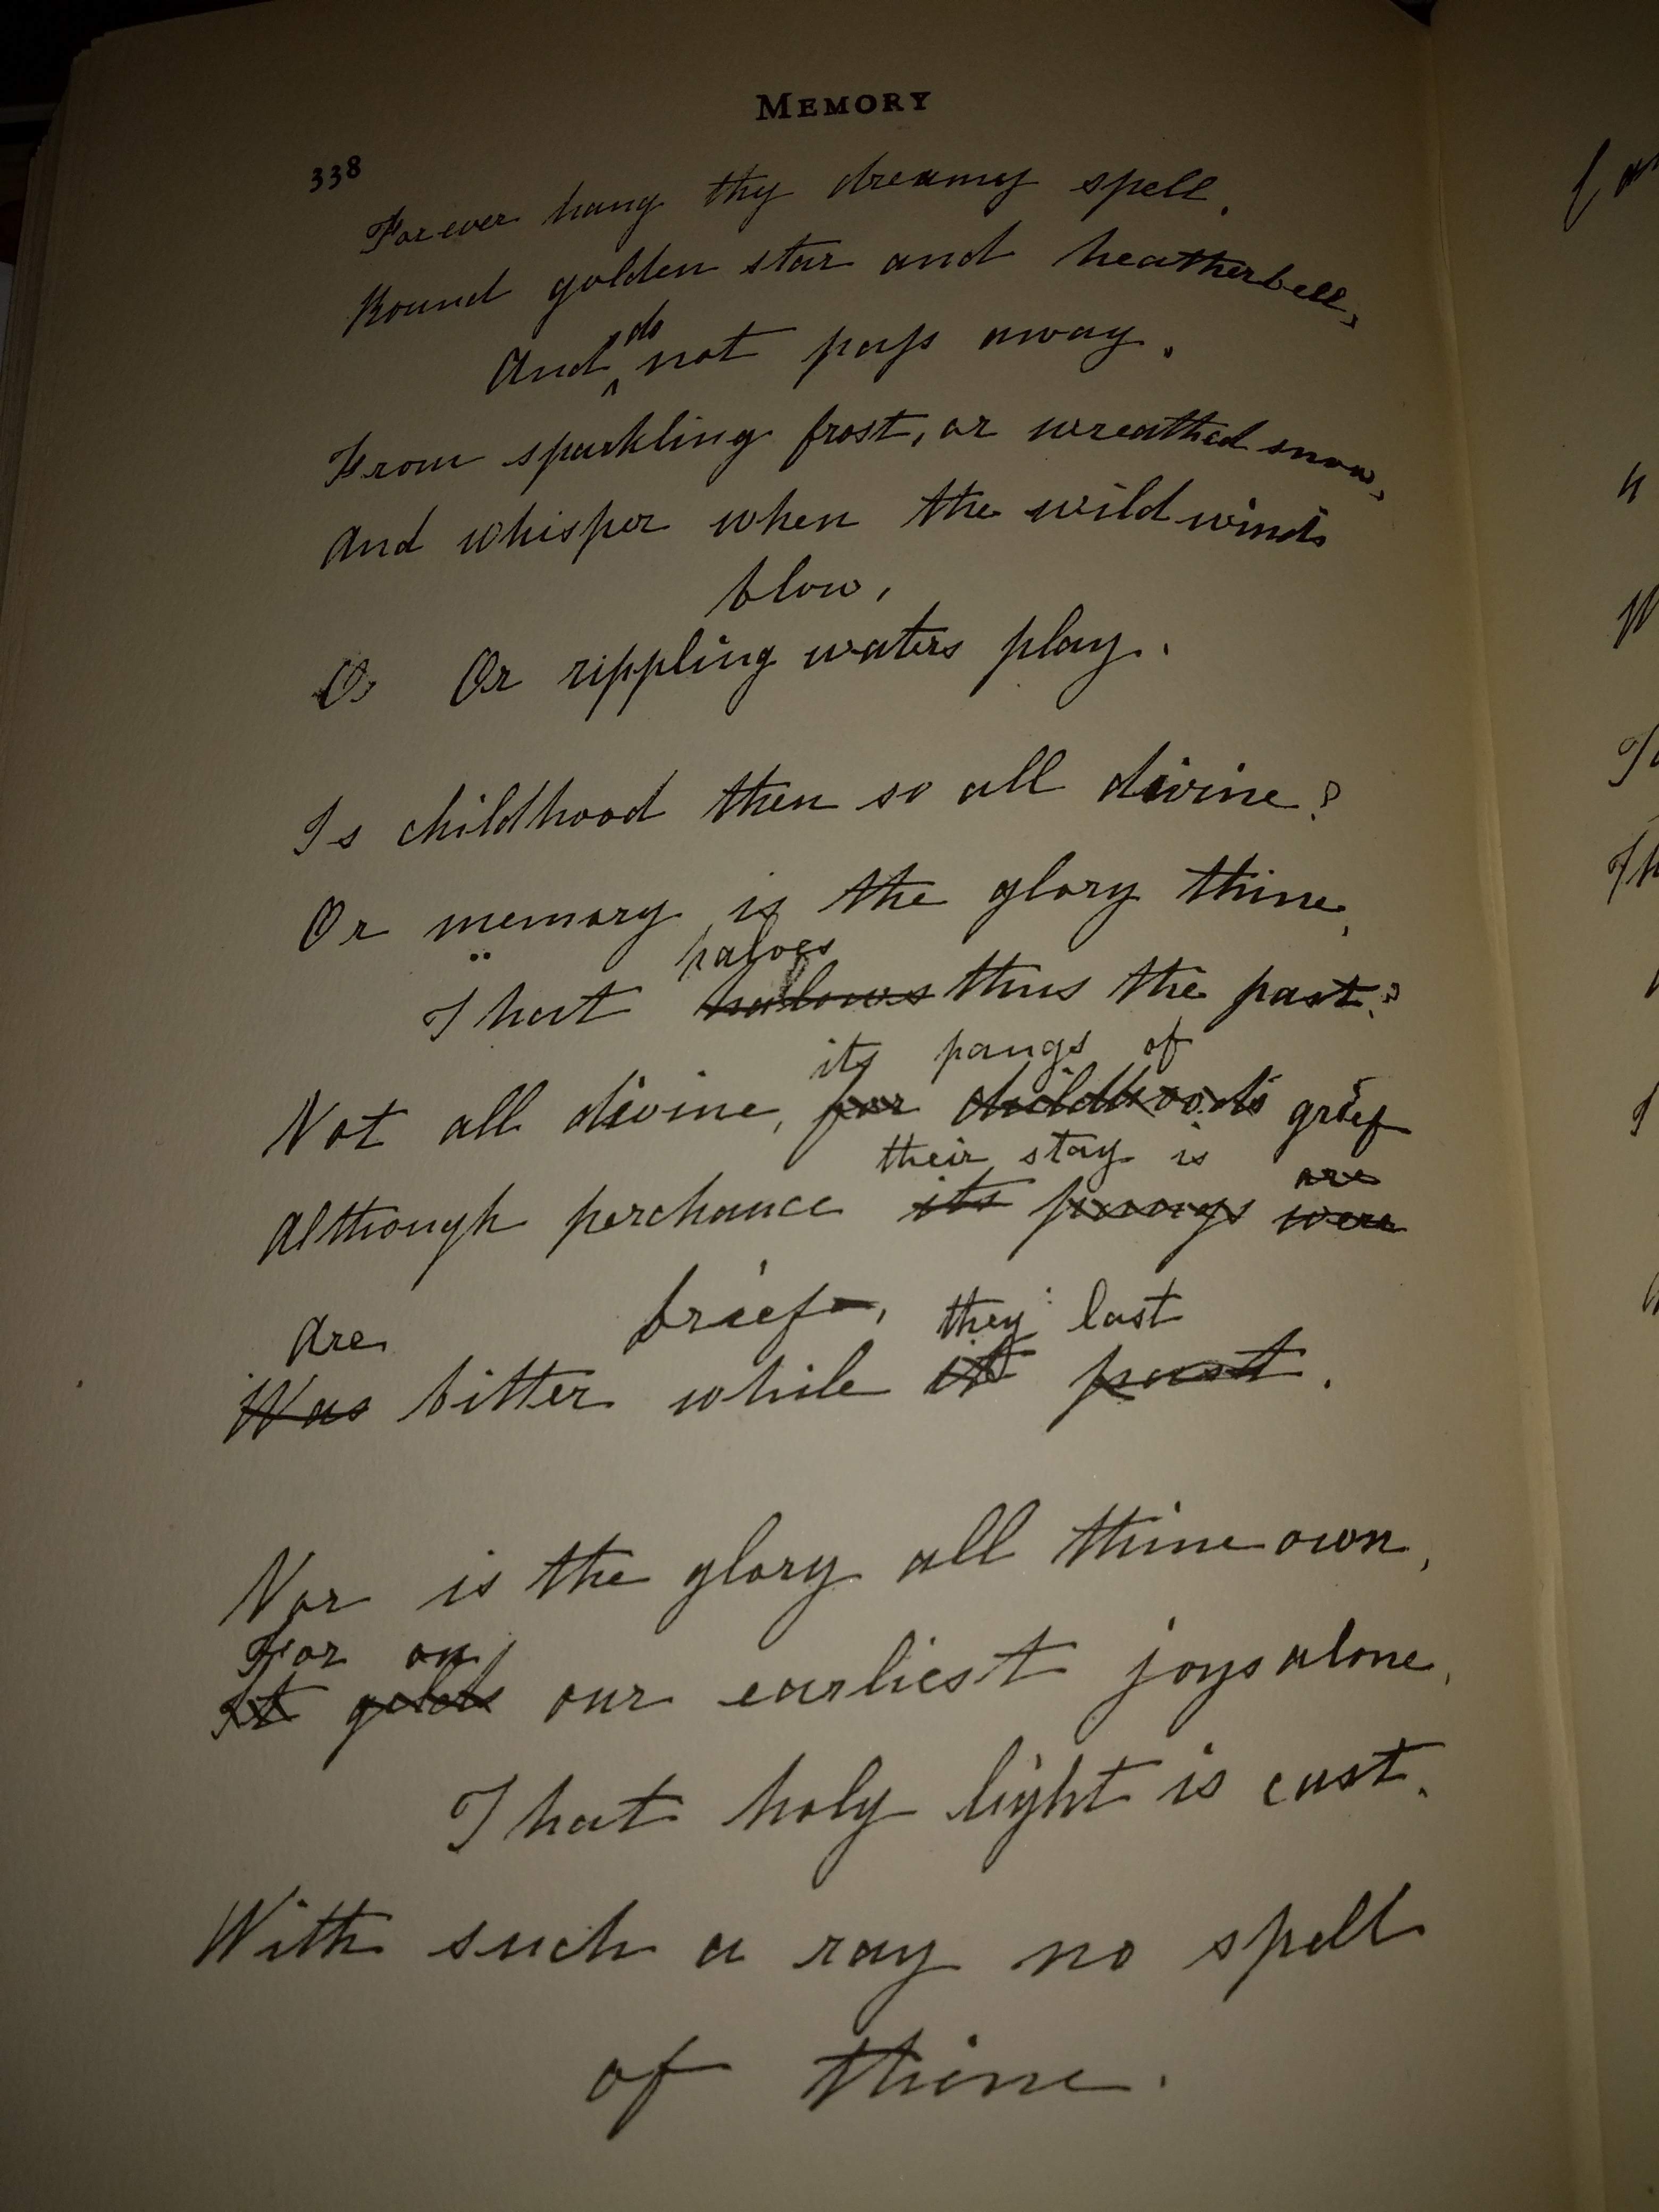 MEMORY
338
Forever hang thy dreamy spell,
Round golden star and heatherbell,
do
And not pass away.
From sparkling frost, or wreathed snow,
And whisper when the wild winds
blow,
Or rippling waters play.
Is childhood then so all divine?
Or memory is the glory thine,
haloes
That halows thus the past?
its pangs of
Not all divine, for childhood's grief
their stay is are
Although perchance its pangs were
brief, they last
Are
Was bitter while it past.
Nor is the glory all thine own,
For on
It gilds our earliest joys alone,
That holy light is cast.
With such a ray no spell
of thine.